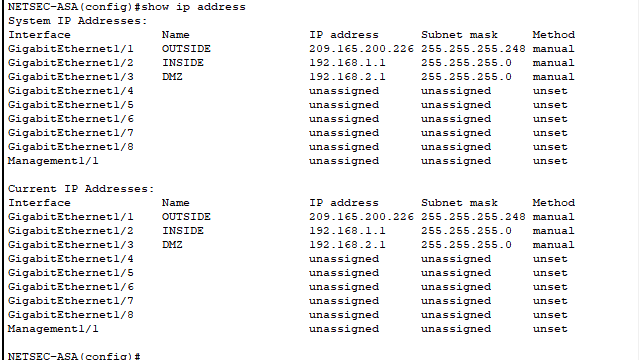 NETSEC-ASA(config)#show ip address
System IP Addresses:
Interface Name IP address Subnet mask Method
GigabitEthernet1/1 OUTSIDE 209.165.200.226 255.255.255.248 manual
GigabitEthernet1/2 INSIDE 192.168.1.1 255.255.255.0 manual
GigabitEthernet1/3 DMZ 192.168.2.1 255.255.255.0 manual
GigabitEthernet1/4 unassigned unassigned unset
GigabitEthernet1/5 unassigned unassigned unset
GigabitEthernet1/6 unassigned unassigned unset
GigabitEthernet1/7 unassigned unassigned unset
GigabitEthernet1/8 unassigned unassigned unset
Management1/1 unassigned unassigned unset
Current IP Addresses:
Interface Name IP address Subnet mask Method
GigabitEthernet1/1 OUTSIDE 209.165.200.226 255.255.255.248 manual
GigabitEthernet1/2 INSIDE 192.168.1.1 255.255.255.0 manual
GigabitEthernet1/3 DMZ 192.168.2.1 255.255.255.0 manual
GigabitEthernet1/4 unassigned unassigned unset
GigabitEthernet1/5 unassigned unassigned unset
GigabitEthernet1/6 unassigned unassigned unset
GigabitEthernet1/7 unassigned unassigned unset
GigabitEthernet1/8 unassigned unassigned unset
Management1/1 unassigned unassigned unset
NETSEC-ASA(config)#